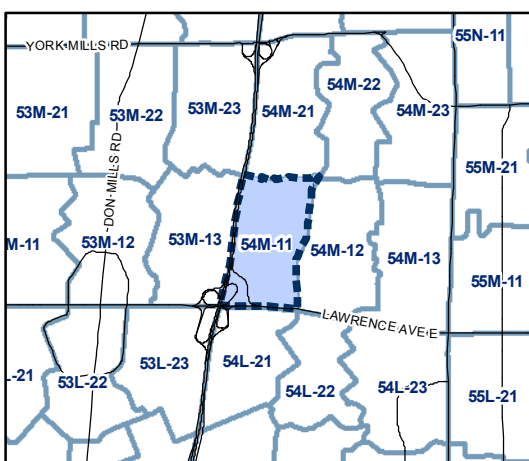 55N-11
YORK MILLS RD
53M-21
53M-22
53M-23
54M-21
54M-22
54M-23
55M-21
DON MILLS RD
M-11
53M-12
53M-13
54M-11
54M-12
54M-13
55M-11
LAWRENCE AVE E
L-21
53L-22
53L-23
54L-21
54L-22
54L-23
55L-21